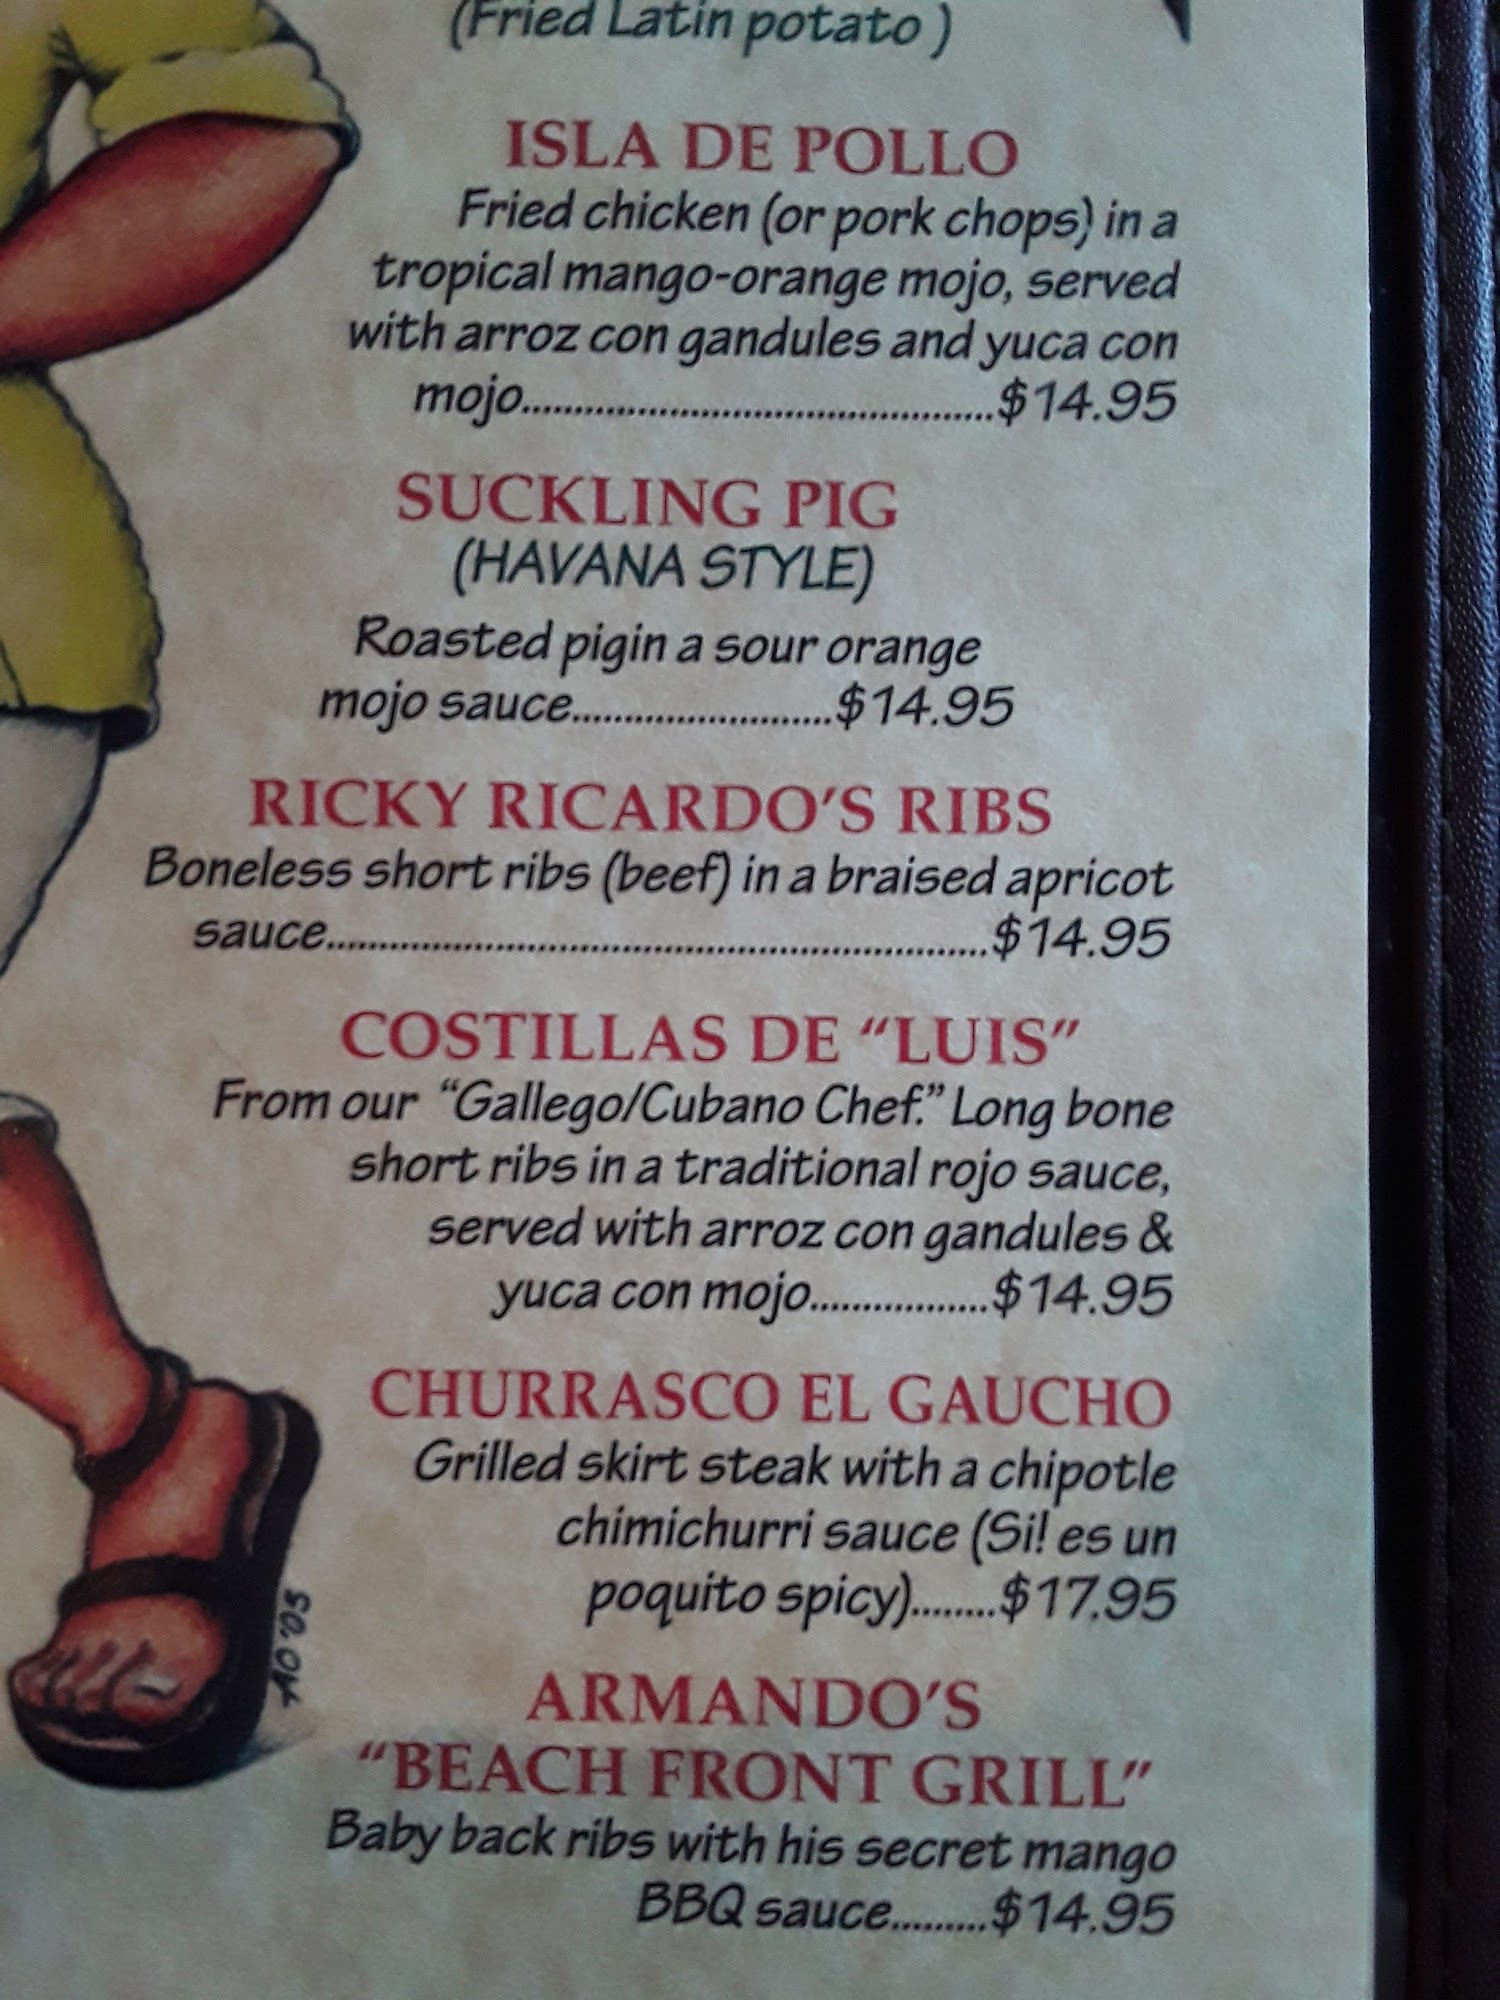 (Fried Latin potato )
ISLA DE POLLO
Fried chicken (or pork chops) in a
tropical mango-orange mojo, served
with arroz con gandules and yuca con
mojo.............................................$14.95
SUCKLING PIG
(HAVANA STYLE)
Roasted pigin a sour orange
mojo sauce.........................$14.95
RICKY RICARDO'S RIBS
Boneless short ribs (beef) in a braised apricot
sauce................................................................$14.95
COSTILLAS DE “LUIS”
From our “Gallego/Cubano Chef.” Long bone
short ribs in a traditional rojo sauce,
served with arroz con gandules &
yuca con mojo.................$14.95
CHURRASCO EL GAUCHO
Grilled skirt steak with a chipotle
chimichurri sauce (Si! es un
poquito spicy)........$17.95
AO '05
ARMANDO'S
“BEACH FRONT GRILL”
Baby back ribs with his secret mango
BBQ sauce.........$14.95